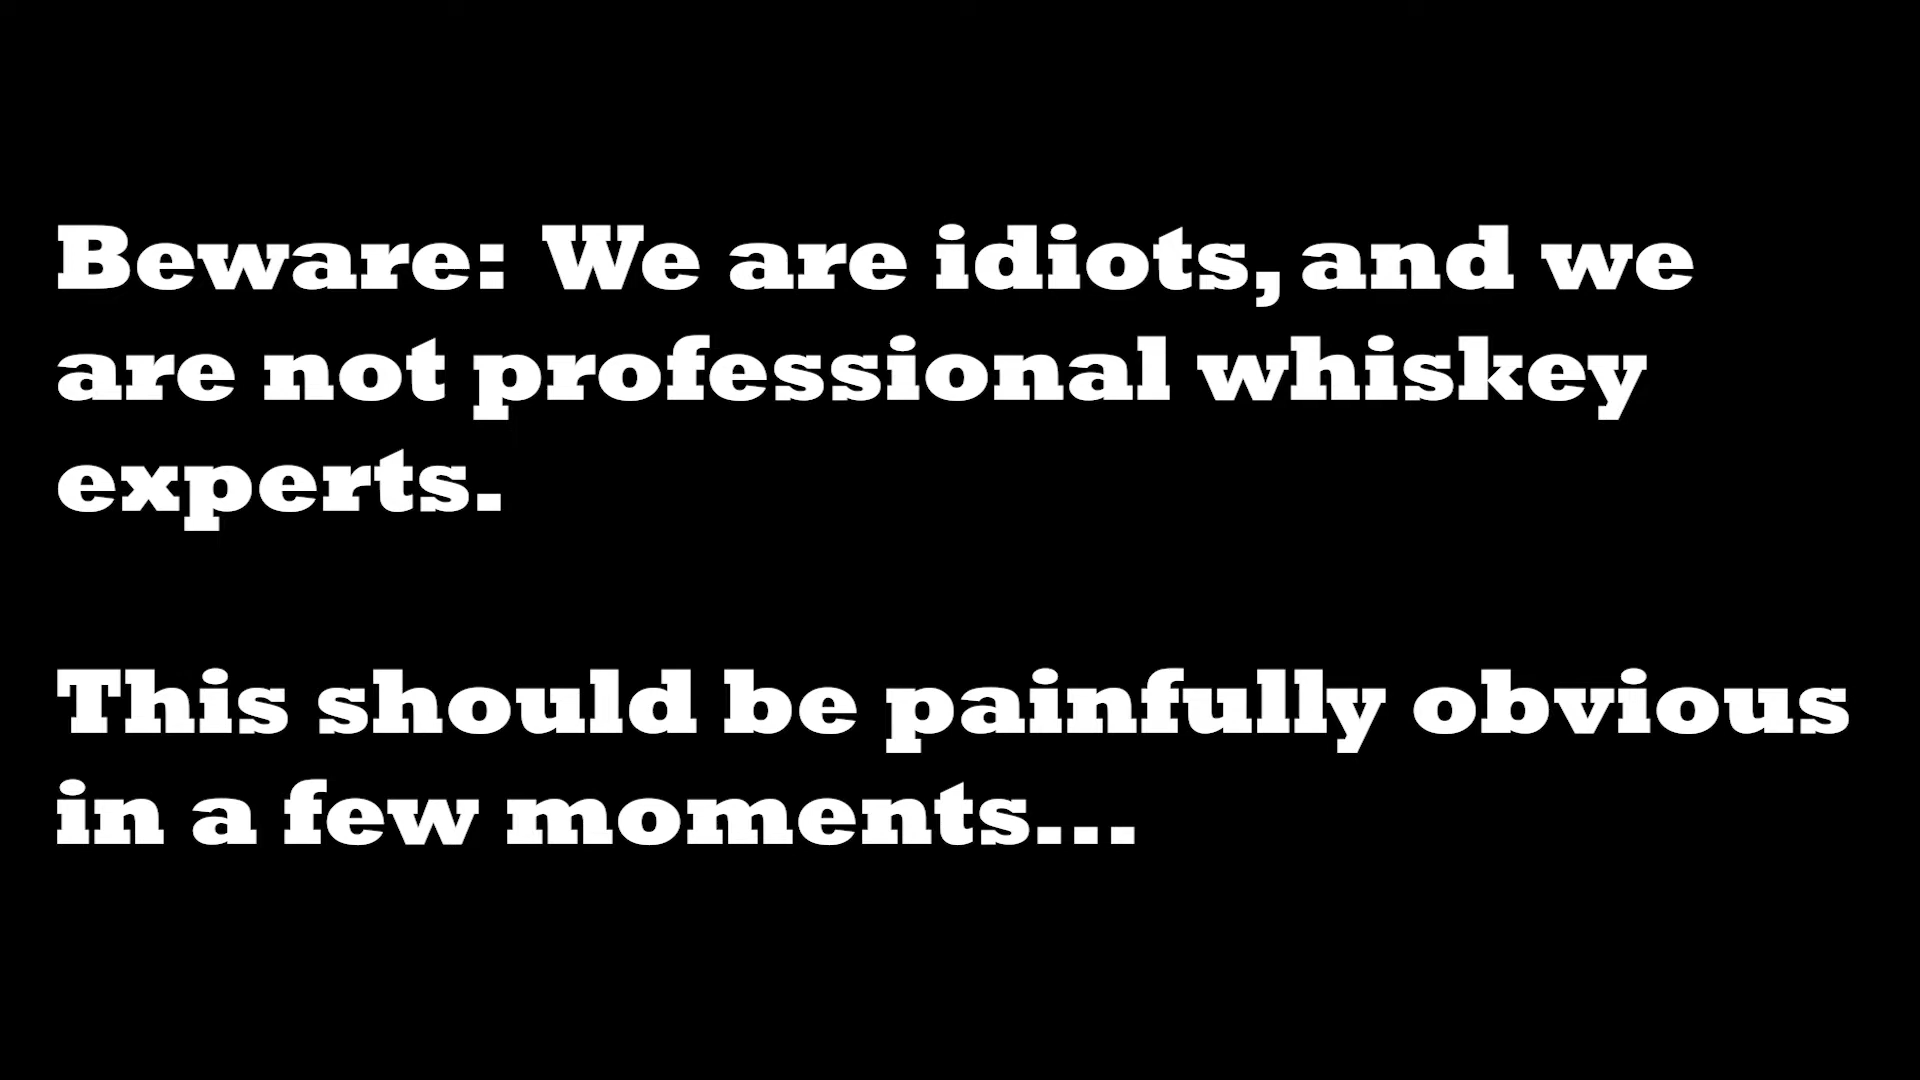 Beware: We are idiots, and we
are not professional whiskey
experts.
This should be painfully obvious
in a few moments...